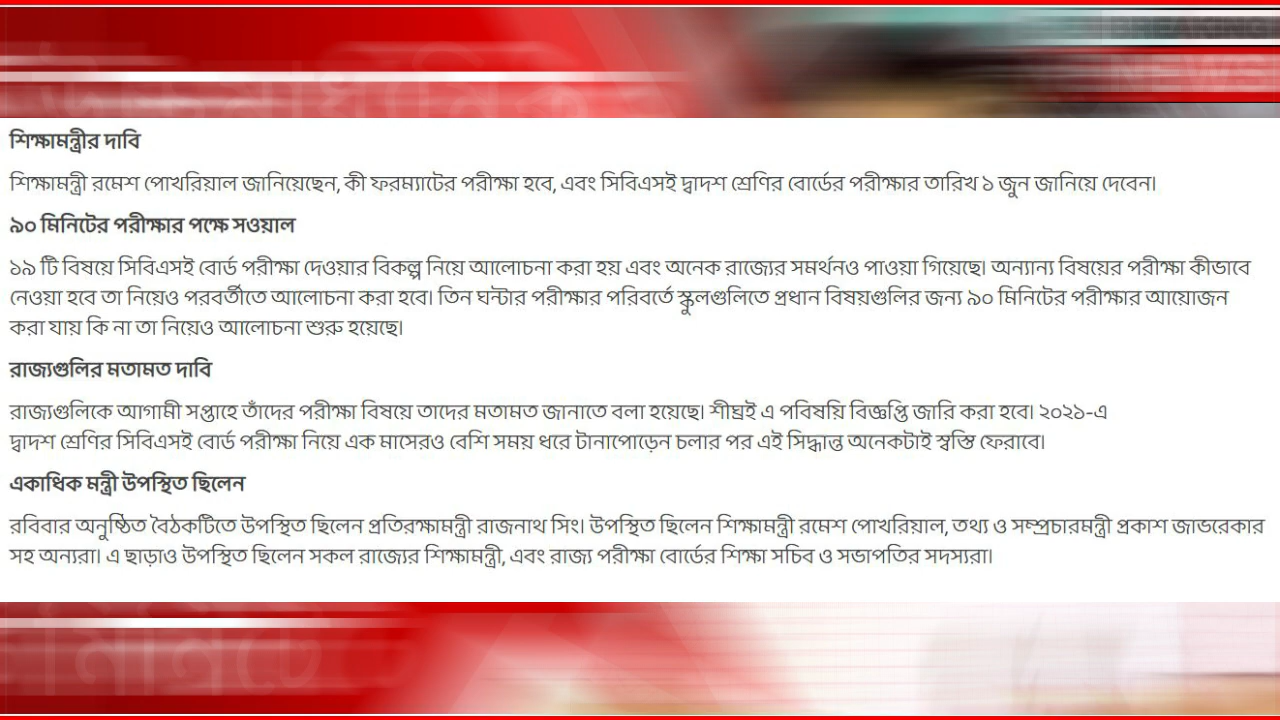 BREAKING
NEWS
শিক্ষামন্ত্রীর দাবি
শিক্ষামন্ত্রী রমেশ পোখরিয়াল জানিয়েছেন, কী ফরম্যাটের পরীক্ষা হবে, এবং সিবিএসই দ্বাদশ শ্রেণির বোর্ডের পরীক্ষার তারিখ ১ জুন জানিয়ে দেবেন।
৯০ মিনিটের পরীক্ষার পক্ষে সওয়াল
১৯ টি বিষয়ে সিবিএসই বোর্ড পরীক্ষা দেওয়ার বিকল্প নিয়ে আলোচনা করা হয় এবং অনেক রাজ্যের সমর্থনও পাওয়া গিয়েছে। অন্যান্য বিষয়ের পরীক্ষা কীভাবে
নেওয়া হবে তা নিয়েও পরবর্তীতে আলোচনা করা হবে। তিন ঘন্টার পরীক্ষার পরিবর্তে স্কুলগুলিতে প্রধান বিষয়গুলির জন্য ৯০ মিনিটের পরীক্ষার আয়োজন
করা যায় কি না তা নিয়েও আলোচনা শুরু হয়েছে।
রাজ্যগুলির মতামত দাবি
রাজ্যগুলিকে আগামী সপ্তাহে তাঁদের পরীক্ষা বিষয়ে তাদের মতামত জানাতে বলা হয়েছে। শীঘ্রই এ পবিষয়ি বিজ্ঞপ্তি জারি করা হবে। ২০২১-এ
দ্বাদশ শ্রেণির সিবিএসই বোর্ড পরীক্ষা নিয়ে এক মাসেরও বেশি সময় ধরে টানাপোড়েন চলার পর এই সিদ্ধান্ত অনেকটাই স্বস্তি ফেরাবে।
একাধিক মন্ত্রী উপস্থিত ছিলেন
রবিবার অনুষ্ঠিত বৈঠকটিতে উপস্থিত ছিলেন প্রতিরক্ষামন্ত্রী রাজনাথ সিং। উপস্থিত ছিলেন শিক্ষামন্ত্রী রমেশ পোখরিয়াল, তথ্য ও সম্প্রচারমন্ত্রী প্রকাশ জাভরেকার
সহ অন্যরা। এ ছাড়াও উপস্থিত ছিলেন সকল রাজ্যের শিক্ষামন্ত্রী, এবং রাজ্য পরীক্ষা বোর্ডের শিক্ষা সচিব ও সভাপতির সদস্যরা।